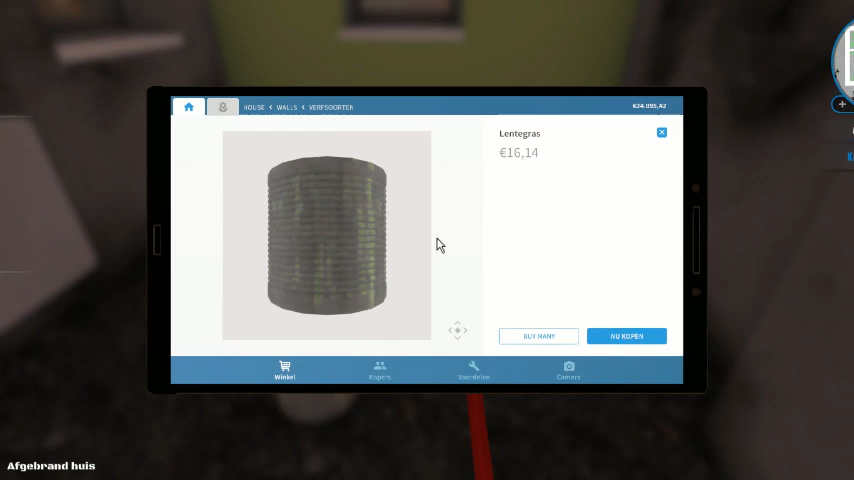 HOUSE < WALLS < VERFSOORTEN
€24.095,42
Lentegras
€16,14
BUY MANY
NU KOPEN
Winkel
Kopers
Voordelen
Camera
Afgebrand huis